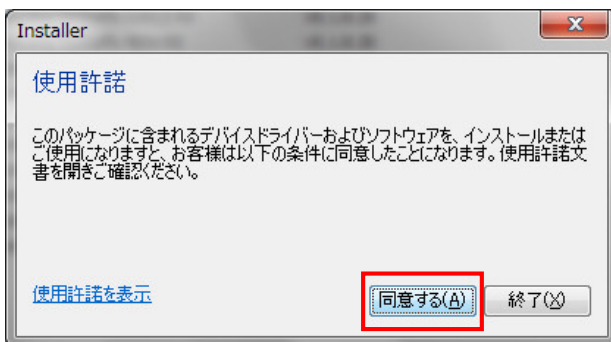 Installer
使用許諾
このパッケージに含まれるデバイスドライバーおよびソフトウェアを、インストールまたは
ご使用になりますと、お客様は以下の条件に同意したことになります。使用許諾文
書を開きご確認ください。
使用許諾を表示
同意する(A)
終了(X)